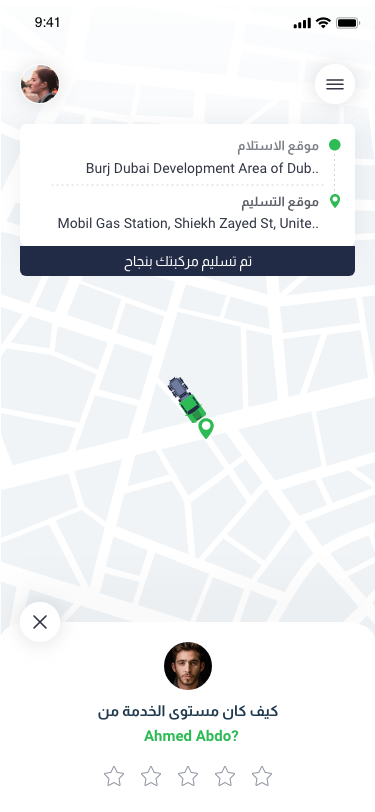 9:41
موقع الاستلام
Burj Dubai Development Area of Dub..
موقع التسليم
Mobil Gas Station, Shiekh Zayed St, Unite..
تم تسليم مركبتك بنجاح
كيف كان مستوى الخدمة من
Ahmed Abdo?